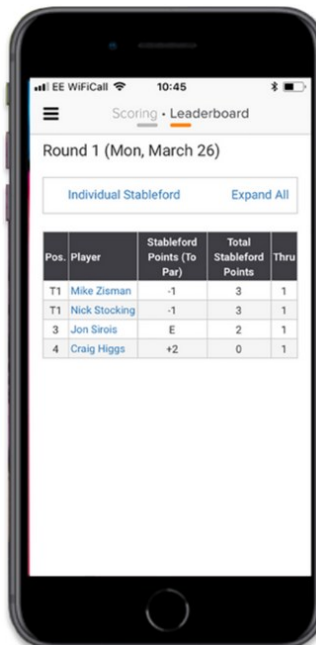 EE WiFiCall 10:45
Scoring • Leaderboard
Round 1 (Mon, March 26)
Individual Stableford Expand All
Pos. Player Stableford Points (To Par) Total Stableford Points Thru
T1 Mike Zisman -1 3 1
T1 Nick Stocking -1 3 1
3 Jon Sirois E 2 1
4 Craig Higgs +2 0 1